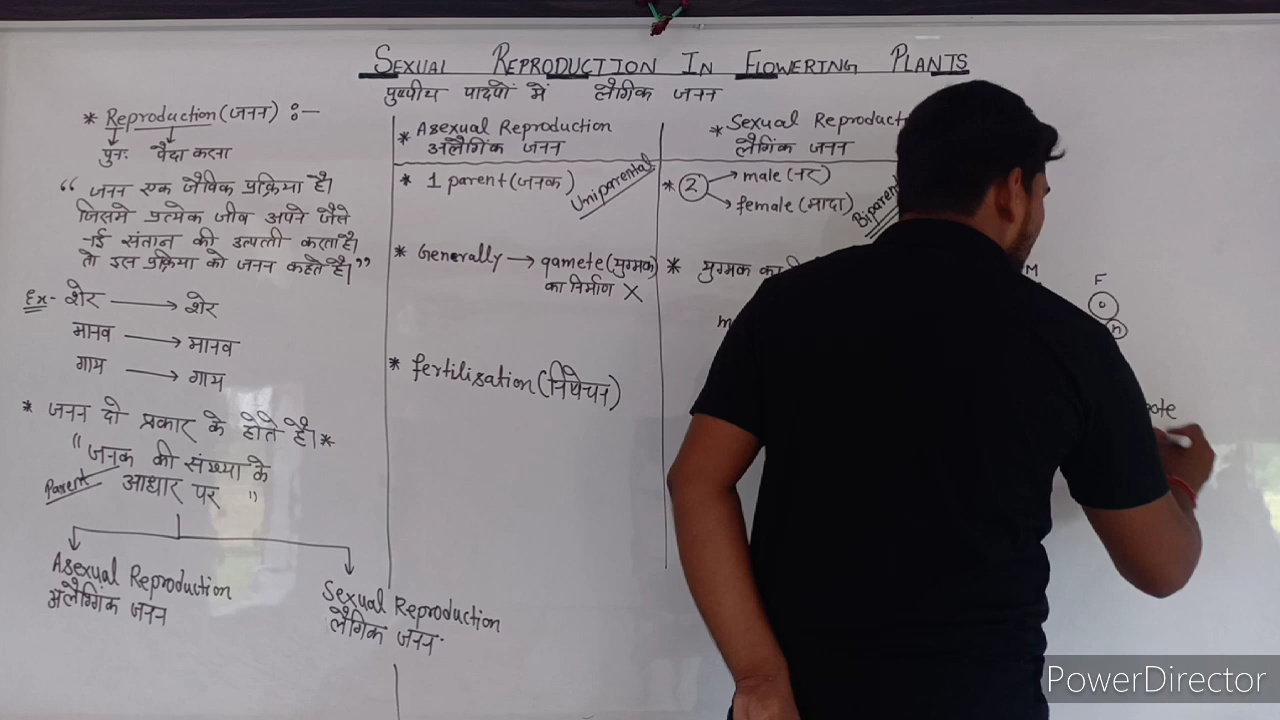 SEXUAL REPRODUCTION IN FLOWERING PLANTS
पुष्पीय पादपों में लैंगिक जनन
* Reproduction (जनन) :-
पुनः पैदा करना
“ जनन एक जैविक प्रक्रिया है।
जिसमे प्रत्येक जीव अपने जैसे
नई संतान की उत्पत्ती करता है।
तो इस प्रक्रिया को जनन कहते है।”
Ex- शेर → शेर
मानव → मानव
गाय → गाय
* जनन दो प्रकार के होते है। *
“ जनक की संख्या के
Parent आधार पर ”
Asexual Reproduction
अलैंगिक जनन
Sexual Reproduction
लैंगिक जनन
* Asexual Reproduction
अलैंगिक जनन
* 1 parent (जनक) Uniparental
* Generally → gamete (युग्मक)
का निर्माण X
* fertilization (निषेचन)
* Sexual
लैंगिक जनन
* 2 → male (नर)
→ female (मादा)
* युग्मक
M F
n
PowerDirector